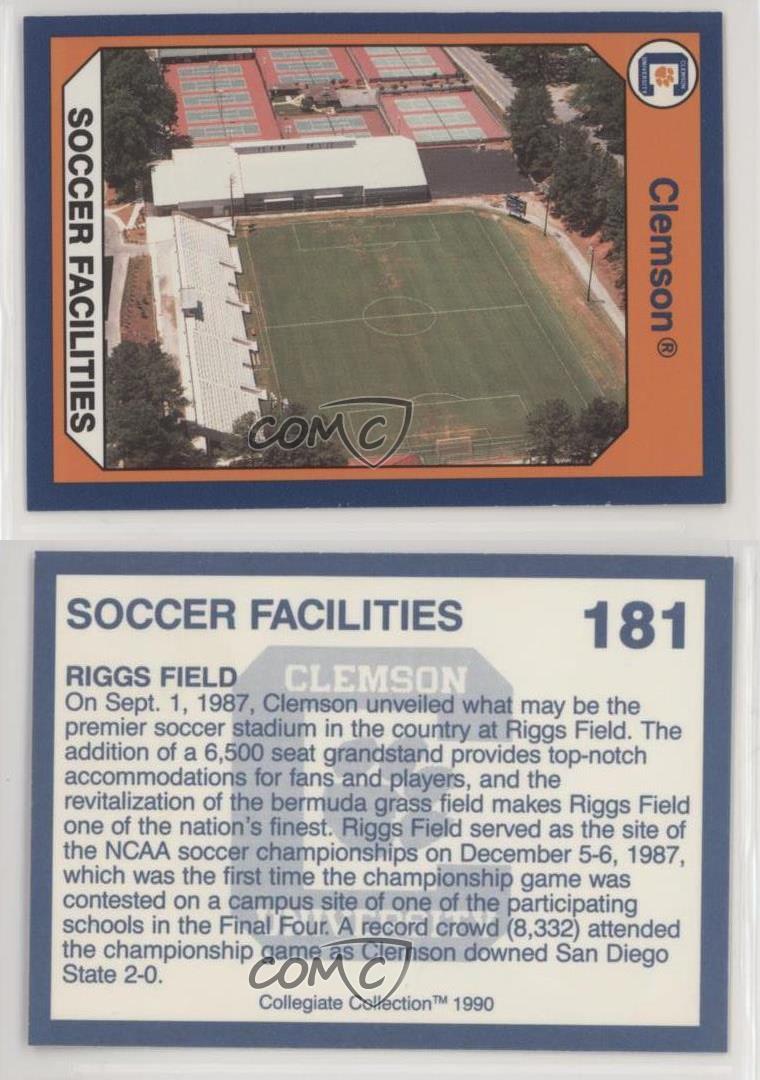 CLEMSON
UNIVERSITY
Clemson®
SOCCER FACILITIES
COMC
SOCCER FACILITIES 181
RIGGS FIELD
CLEMSON
On Sept. 1, 1987, Clemson unveiled what may be the
premier soccer stadium in the country at Riggs Field. The
addition of a 6,500 seat grandstand provides top-notch
accommodations for fans and players, and the
revitalization of the bermuda grass field makes Riggs Field
one of the nation's finest. Riggs Field served as the site of
the NCAA soccer championships on December 5-6, 1987,
which was the first time the championship game was
contested on a campus site of one of the participating
schools in the Final Four. A record crowd (8,332) attended
UNIVERSITY
the championship game as Clemson downed San Diego
State 2-0.
COMC
Collegiate Collection™ 1990